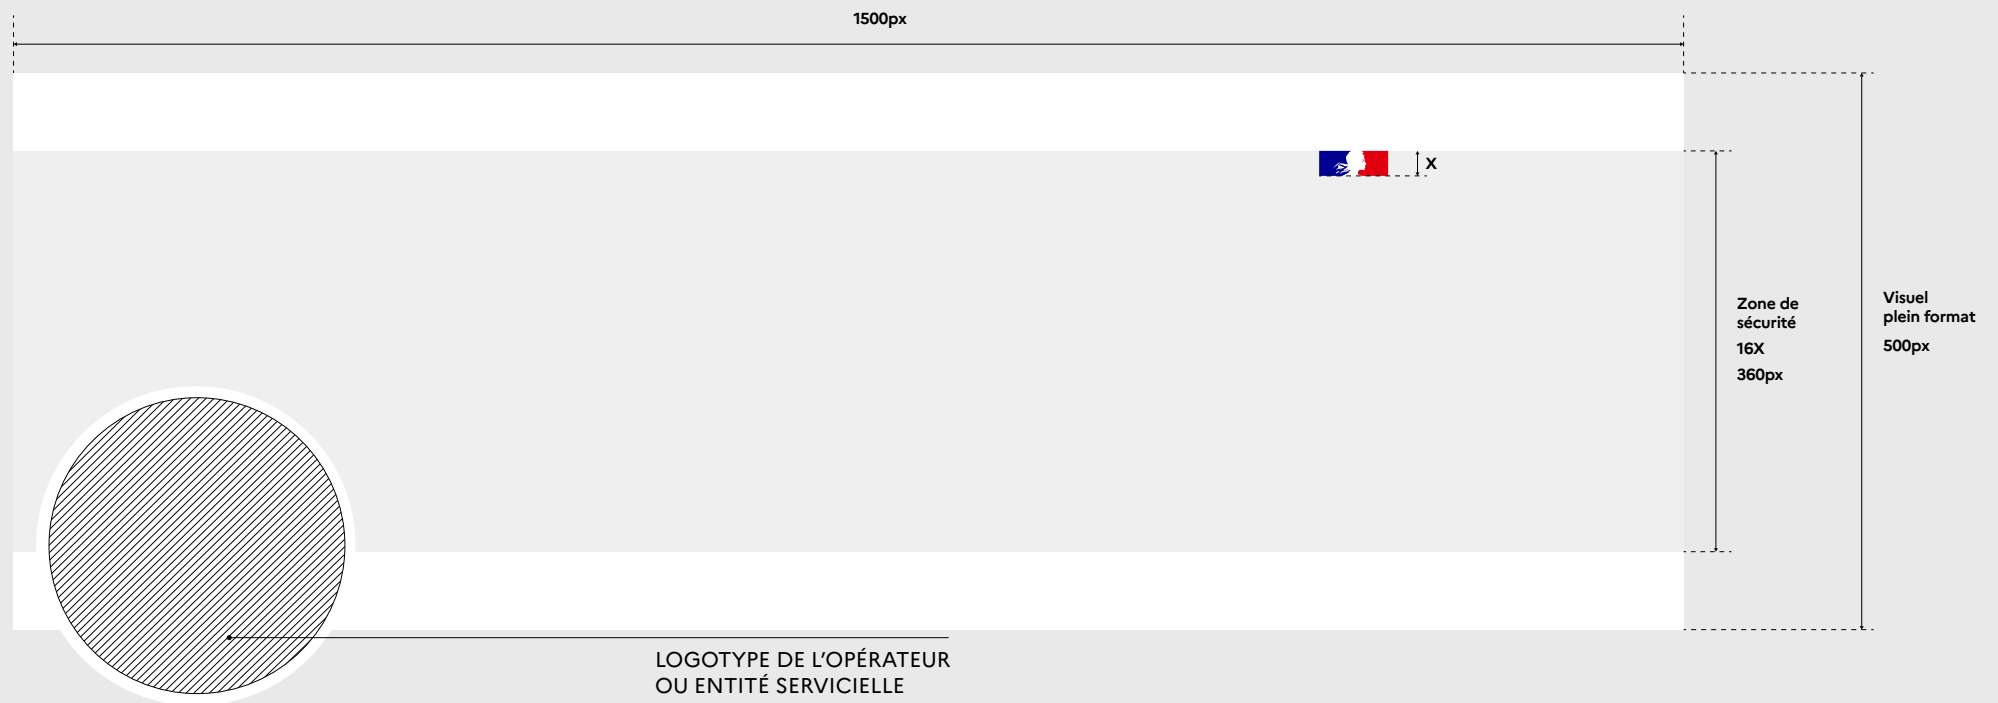 1500px
X
Zone de
sécurité
16X
360px
Visuel
plein format
500px
LOGOTYPE DE L’OPÉRATEUR
OU ENTITÉ SERVICIELLE